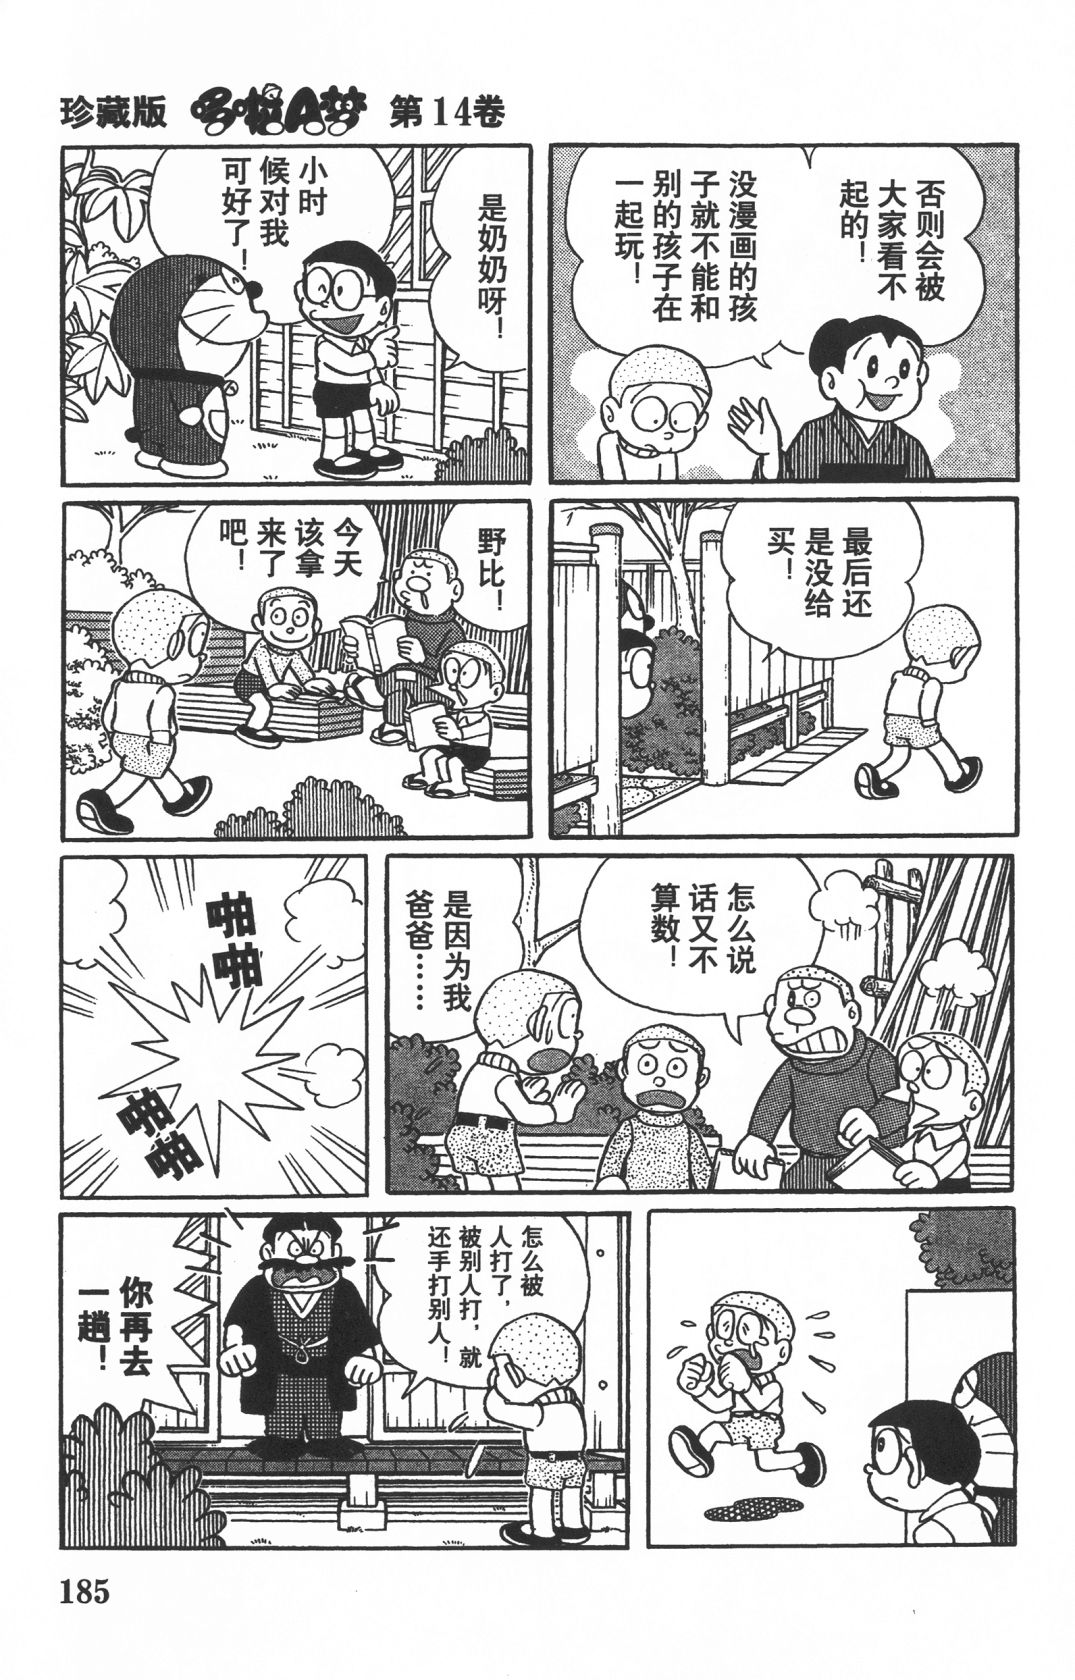 珍藏版 哆啦A梦 第14卷
否则会被
大家看不
起的！
没漫画的孩
子就不能和
别的孩子在
一起玩！
是奶奶呀！
小时
候对我
可好了！
最后还
是没给
买！
野比！
今天
该拿
来了
吧！
怎么说
话又不
算数！
是因为我
爸爸……
啪啪
啪啪
怎么被
人打了，
被别人打，就
还手打别人！
你再去
一趟！
185